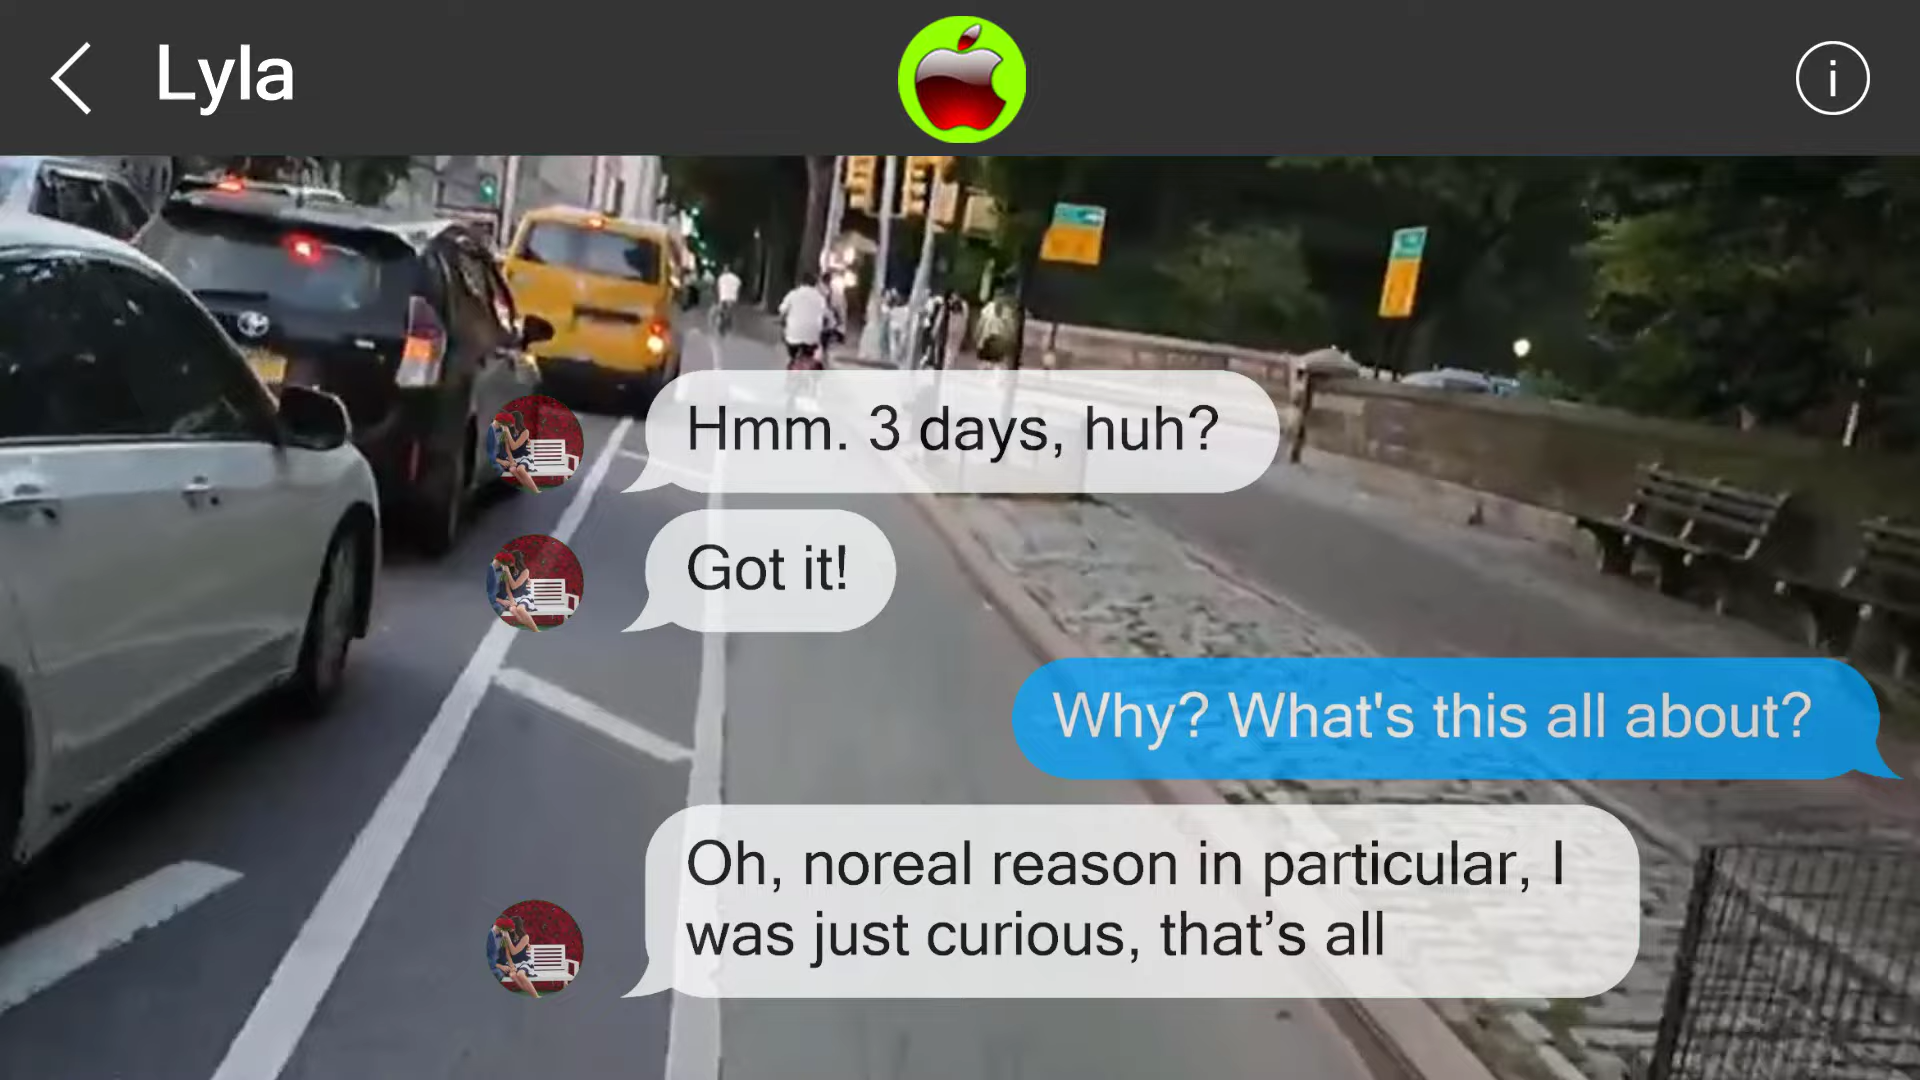 Lyla
i
Hmm. 3 days, huh?
Got it!
Why? What's this all about?
Oh, noreal reason in particular, I
was just curious, that’s all